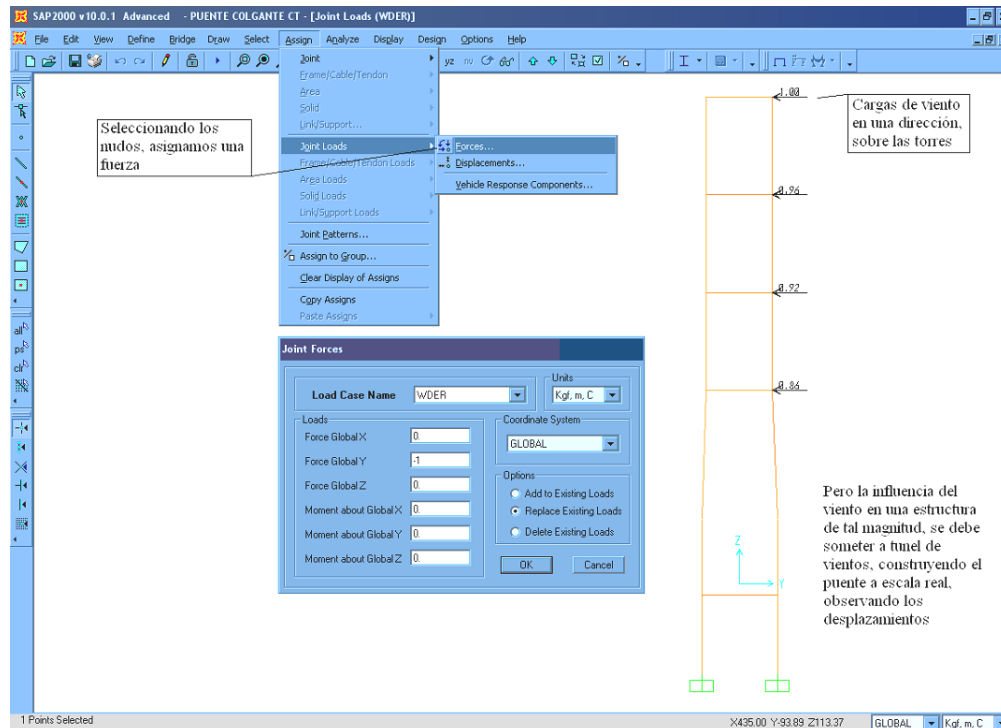 SAP2000 v10.0.1 Advanced - PUENTE COLGANTE CT - [Joint Loads (WDER)]
File Edit View Define Bridge Draw Select Assign Analyze Display Design Options Help
yz nv
Joint
Frame/Cable/Tendon
Area
Solid
Link/Support...
Joint Loads
Frame/Cable/Tendon Loads
Area Loads
Solid Loads
Link/Support Loads
Joint Patterns...
Assign to Group...
Clear Display of Assigns
Copy Assigns
Paste Assigns
Forces...
Displacements...
Vehicle Response Components...
Seleccionando los
nudos, asignamos una
fuerza
1.00
0.96
0.92
0.86
Cargas de viento
en una dirección,
sobre las torres
all
ps
clr
Joint Forces
Load Case Name WDER
Units
Kgf, m, C
Loads
Force Global X 0.
Force Global Y -1
Force Global Z 0.
Moment about Global X 0.
Moment about Global Y 0.
Moment about Global Z 0.
Coordinate System
GLOBAL
Options
Add to Existing Loads
Replace Existing Loads
Delete Existing Loads
OK Cancel
Z
Y
Pero la influencia del
viento en una estructura
de tal magnitud, se debe
someter a tunel de
vientos, construyendo el
puente a escala real,
observando los
desplazamientos
1 Points Selected
X435.00 Y-93.89 Z113.37
GLOBAL
Kgf, m, C